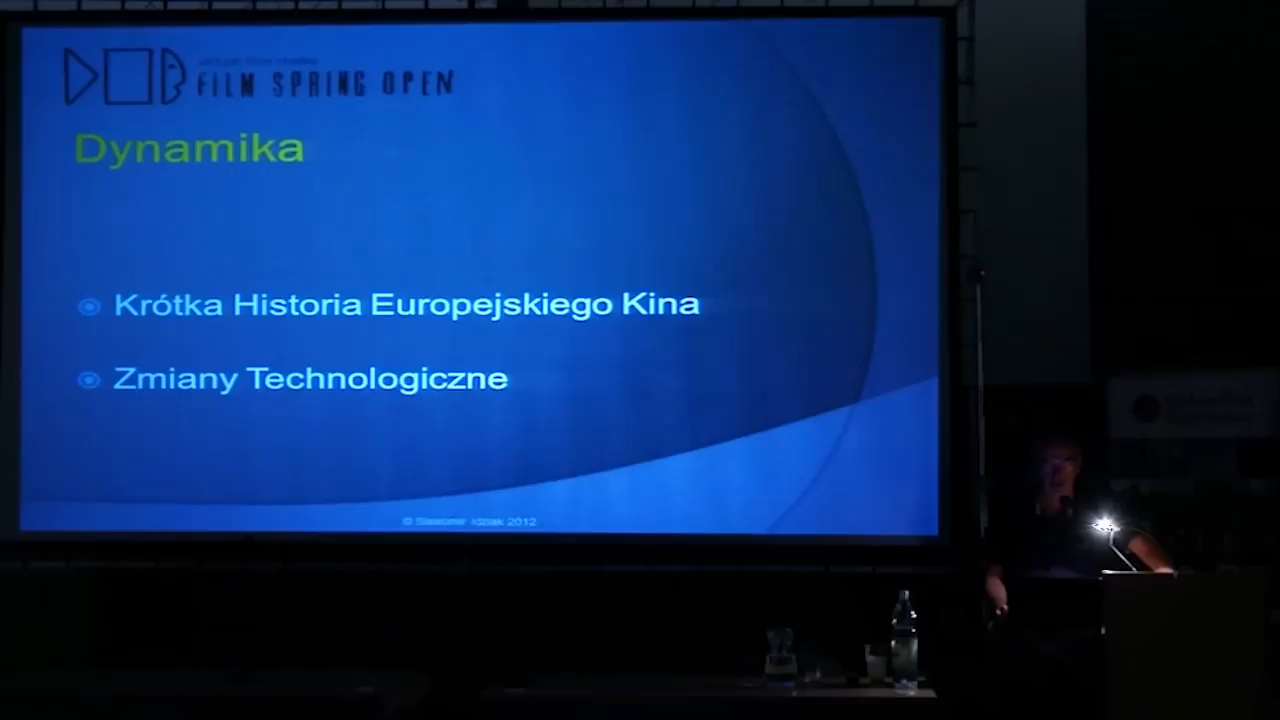 FILM SPRING OPEN
Dynamika
Krótka Historia Europejskiego Kina
Zmiany Technologiczne
© Sławomir Idziak 2012